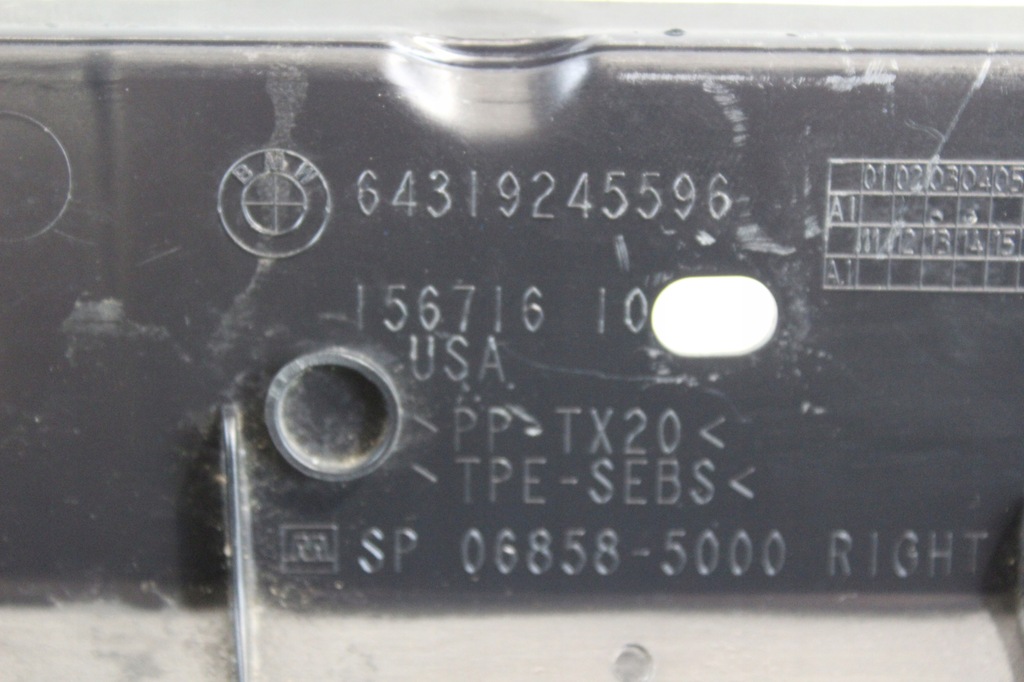 BMW 64319245596
01 02 03 04 05
A1
11 12 13 14 15
A1
156716 10
USA
>PP-TX20<
>TPE-SEBS<
SP 06858-5000 RIGHT